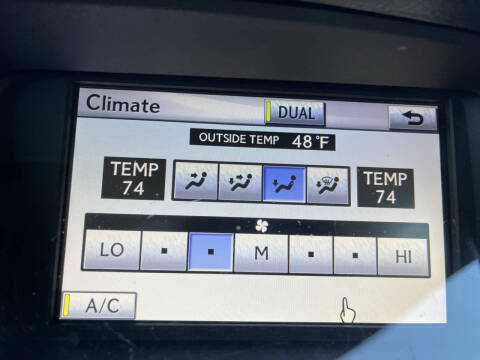 Climate
DUAL
OUTSIDE TEMP 48°F
TEMP
74
TEMP
74
LO M HI
A/C